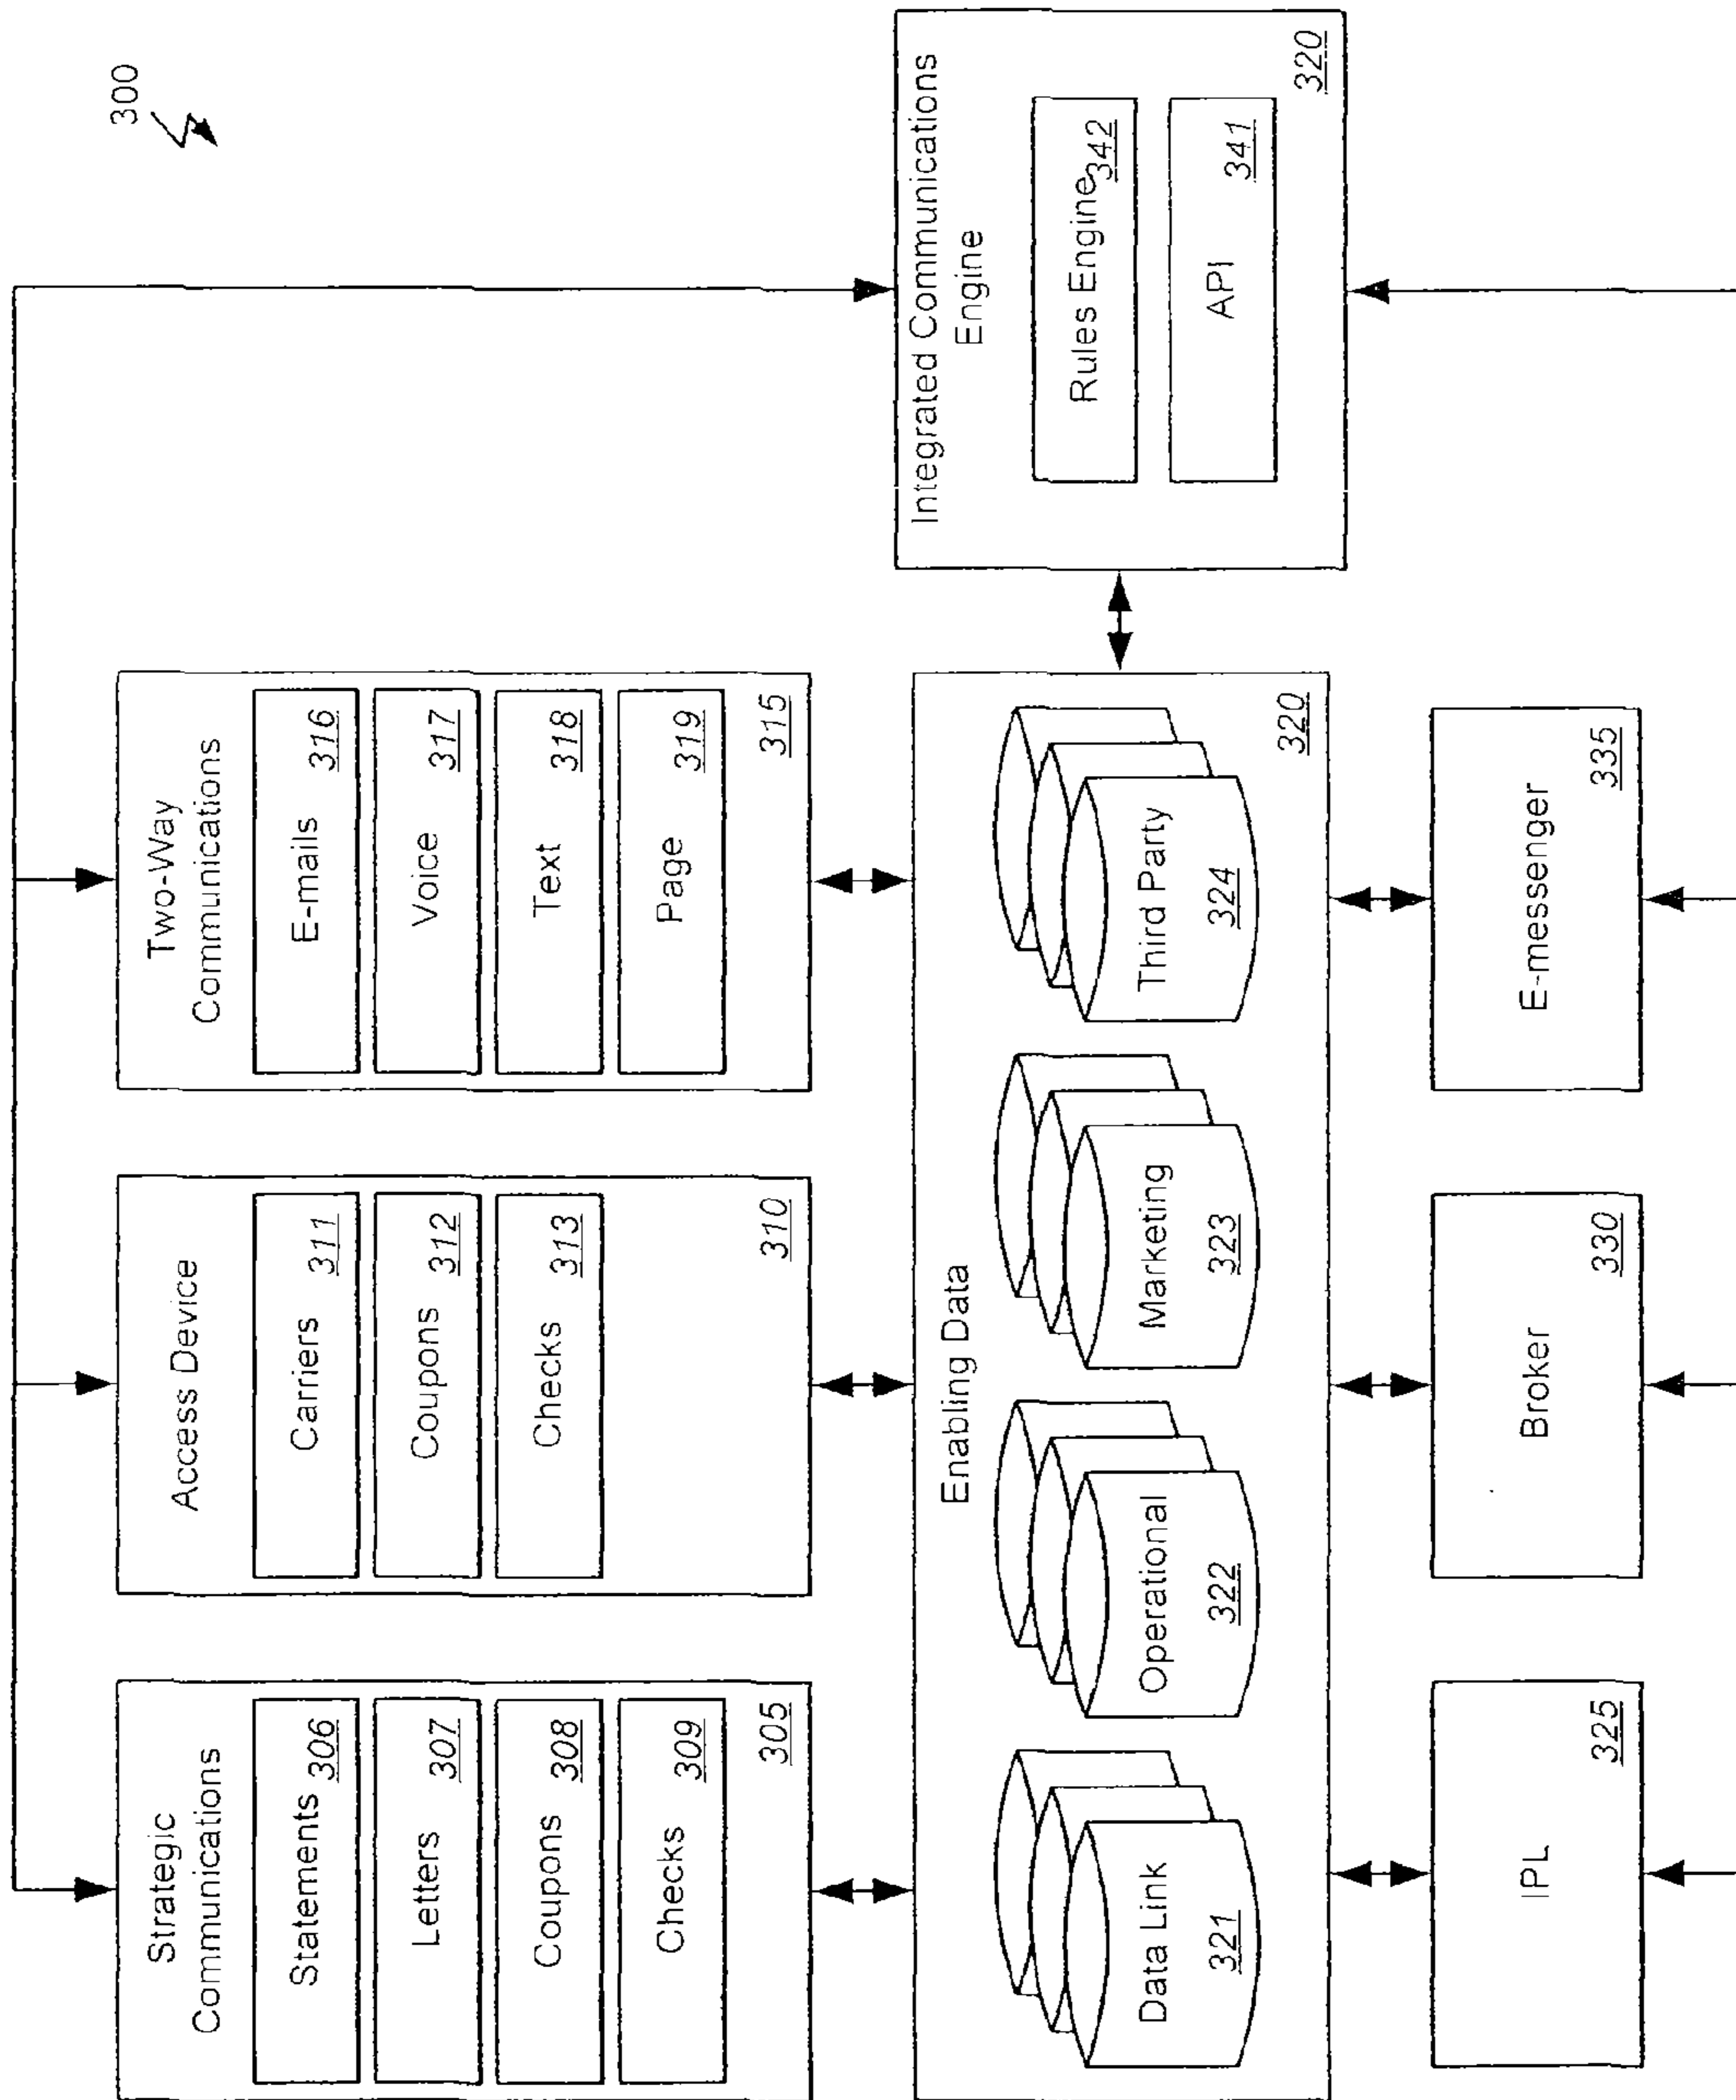 300
Strategic
Communications
Statements 306
Letters 307
Coupons 308
Checks 309
305
Access Device
Carriers 311
Coupons 312
Checks 313
310
Two-Way
Communications
E-mails 316
Voice 317
Text 318
Page 319
315
Enabling Data
Data Link
321
Operational
322
Marketing
323
Third Party
324
320
Integrated Communications
Engine
Rules Engine 342
API 341
320
IPL 325
Broker 330
E-messenger 335